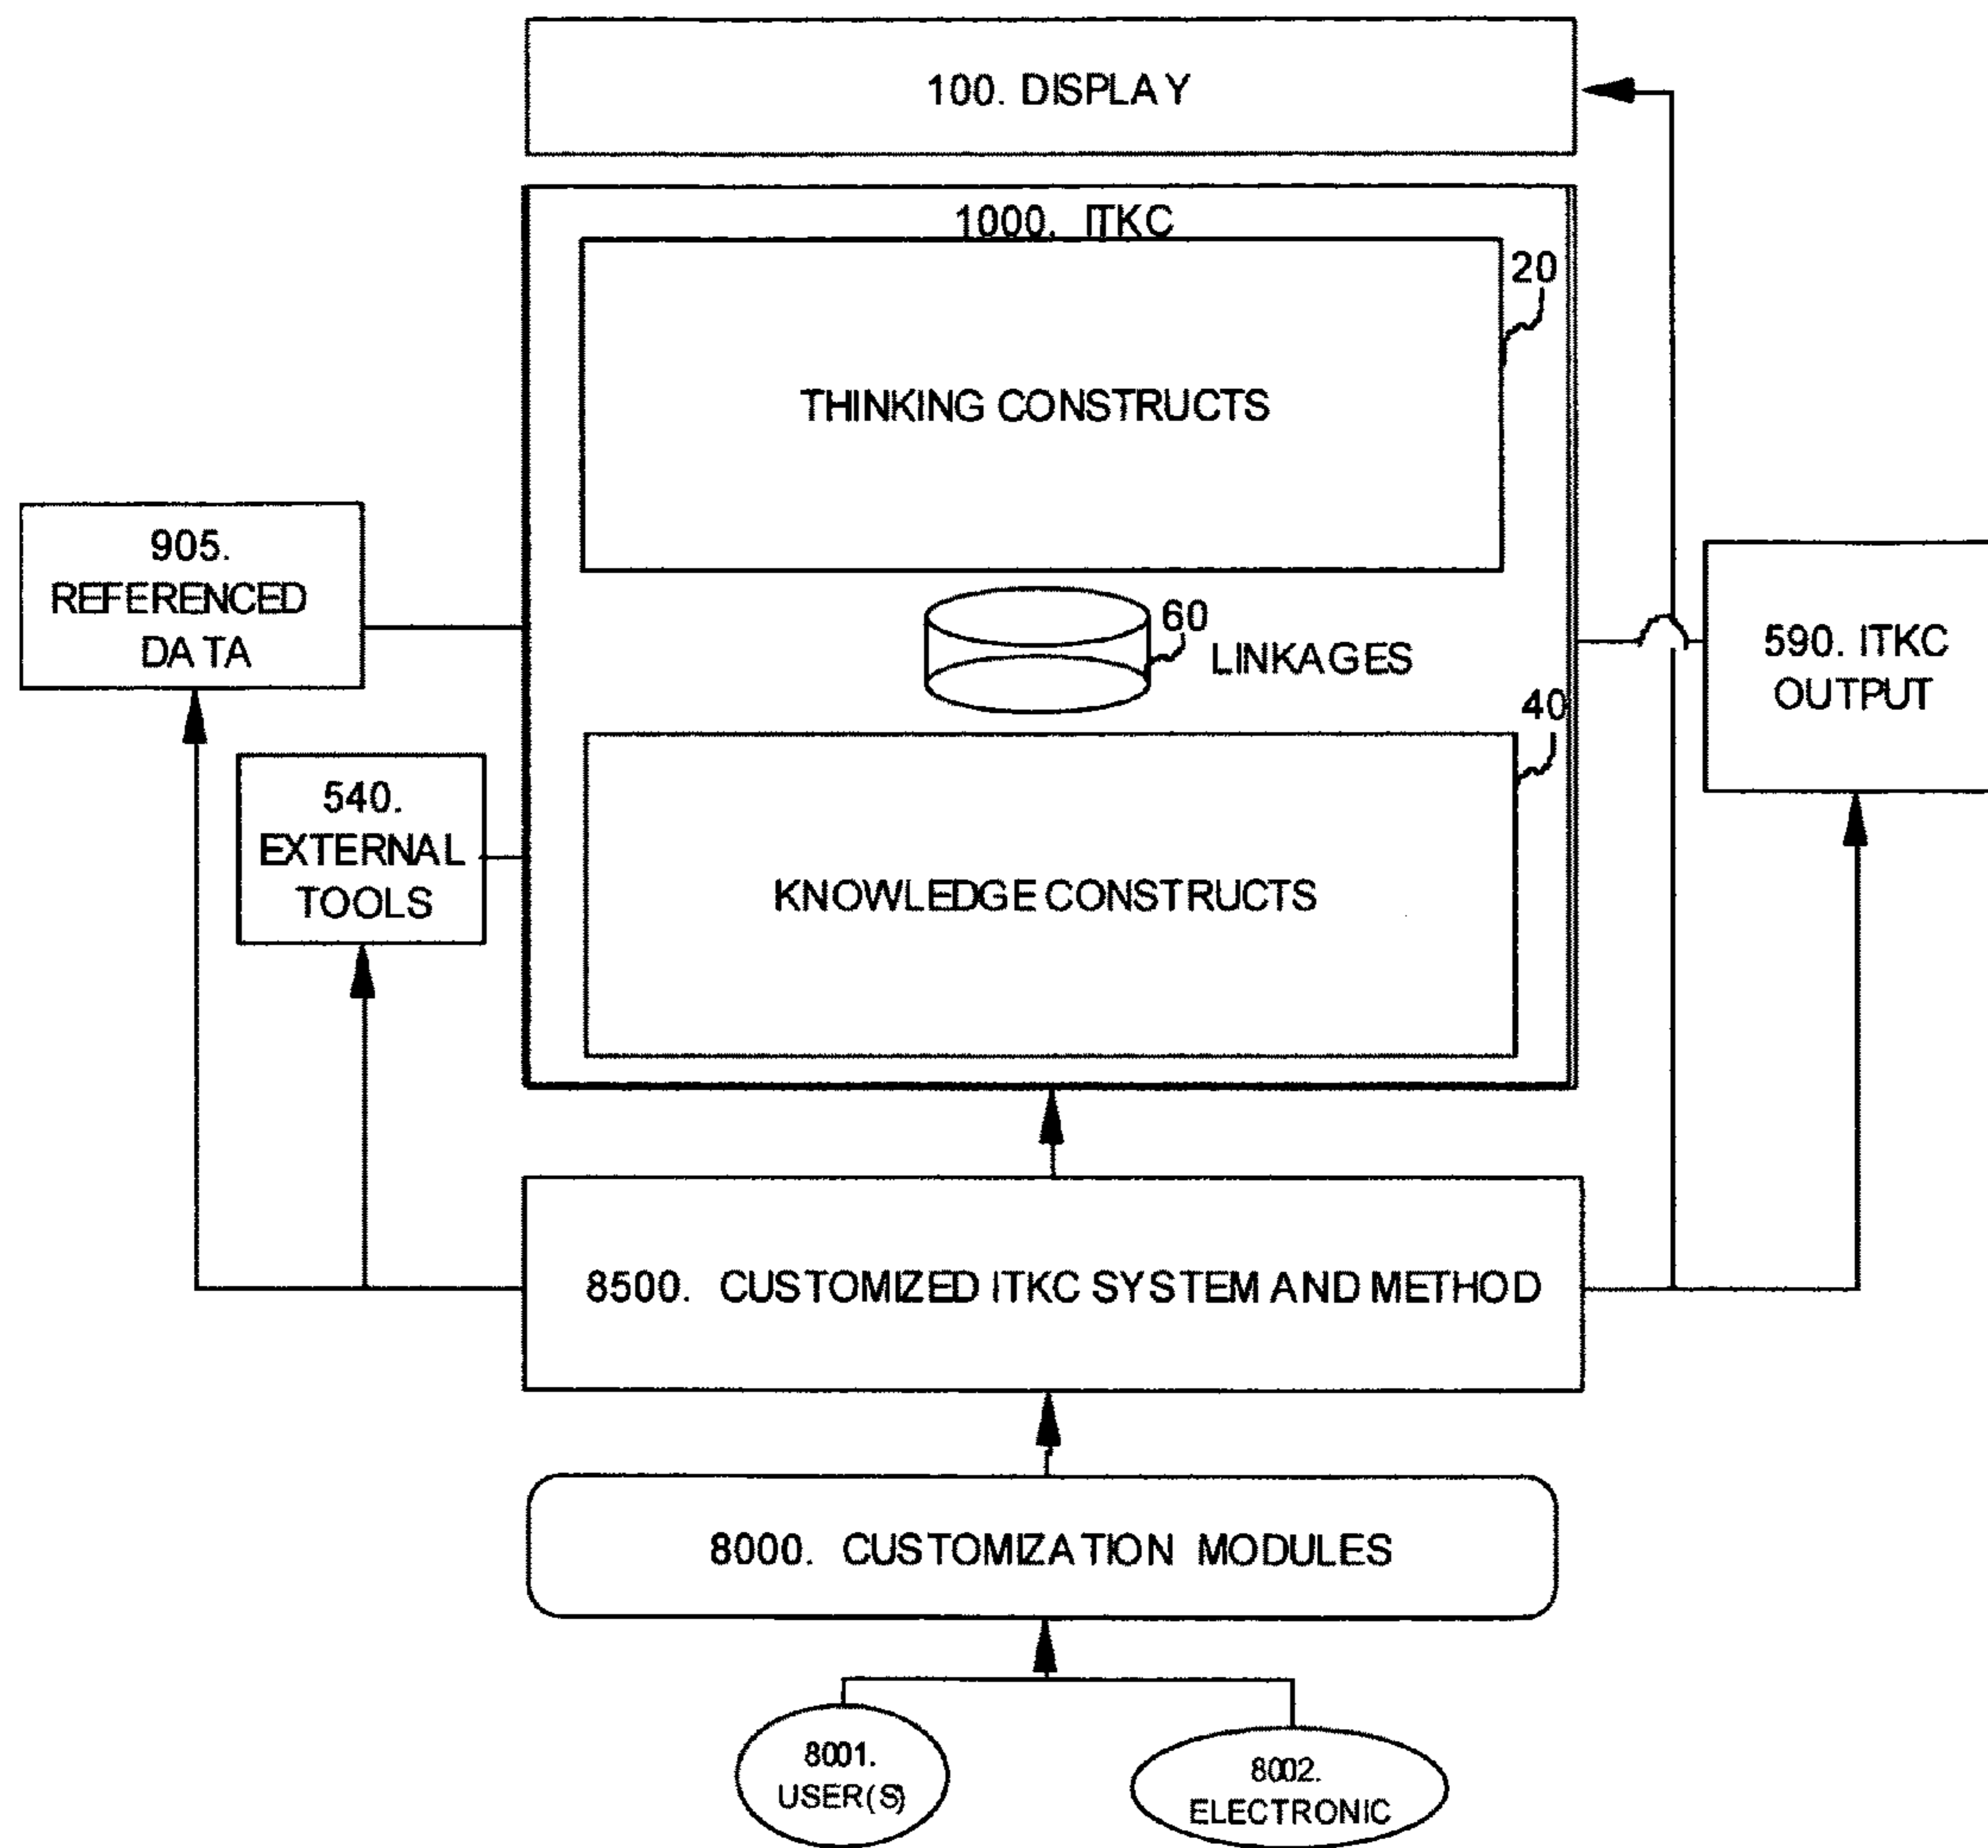 100. DISPLAY
1000. ITKC
20
THINKING CONSTRUCTS
905.
REFERENCED
DATA
60
LINKAGES
590. ITKC
OUTPUT
40
540.
EXTERNAL
TOOLS
KNOWLEDGE CONSTRUCTS
8500. CUSTOMIZED ITKC SYSTEM AND METHOD
8000. CUSTOMIZATION MODULES
8001.
USER(S)
8002.
ELECTRONIC